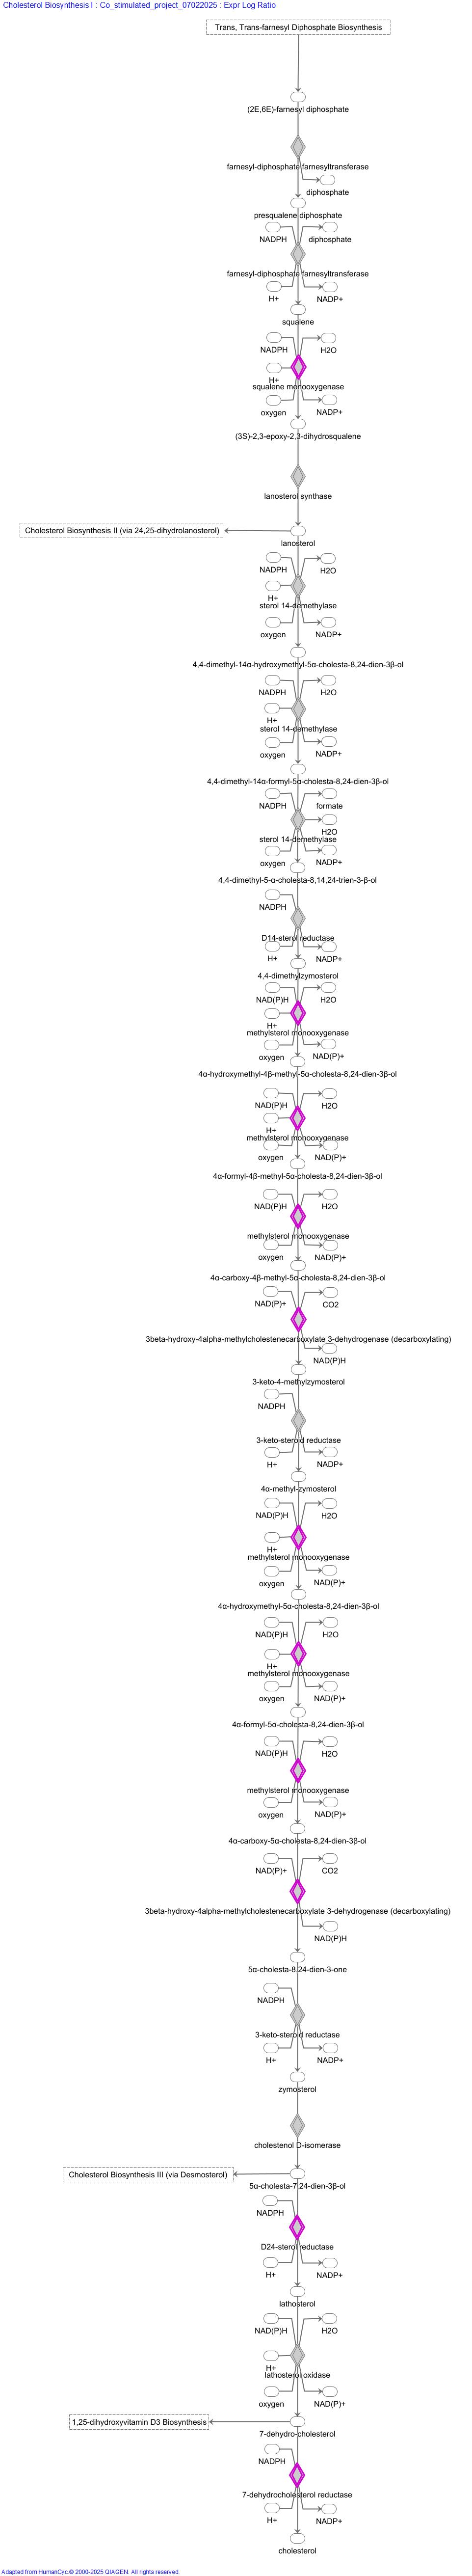 Cholesterol Biosynthesis I : Co_stimulated_project_07022025 : Expr Log Ratio
Trans, Trans-farnesyl Diphosphate Biosynthesis
(2E,6E)-farnesyl diphosphate
farnesyl-diphosphate farnesyltransferase
diphosphate
presqualene diphosphate
NADPH
diphosphate
farnesyl-diphosphate farnesyltransferase
H+
NADP+
squalene
NADPH
H2O
H+
squalene monooxygenase
oxygen
NADP+
(3S)-2,3-epoxy-2,3-dihydrosqualene
lanosterol synthase
Cholesterol Biosynthesis II (via 24,25-dihydrolanosterol)
lanosterol
NADPH
H2O
H+
sterol 14-demethylase
oxygen
NADP+
4,4-dimethyl-14α-hydroxymethyl-5α-cholesta-8,24-dien-3β-ol
NADPH
H2O
H+
sterol 14-demethylase
oxygen
NADP+
4,4-dimethyl-14α-formyl-5α-cholesta-8,24-dien-3β-ol
NADPH
formate
H2O
sterol 14-demethylase
oxygen
NADP+
4,4-dimethyl-5-α-cholesta-8,14,24-trien-3-β-ol
NADPH
D14-sterol reductase
H+
NADP+
4,4-dimethylzymosterol
NAD(P)H
H2O
H+
methylsterol monooxygenase
oxygen
NAD(P)+
4α-hydroxymethyl-4β-methyl-5α-cholesta-8,24-dien-3β-ol
NAD(P)H
H2O
H+
methylsterol monooxygenase
oxygen
NAD(P)+
4α-formyl-4β-methyl-5α-cholesta-8,24-dien-3β-ol
NAD(P)H
H2O
methylsterol monooxygenase
oxygen
NAD(P)+
4α-carboxy-4β-methyl-5α-cholesta-8,24-dien-3β-ol
NAD(P)+
CO2
3beta-hydroxy-4alpha-methylcholestenecarboxylate 3-dehydrogenase (decarboxylating)
NAD(P)H
3-keto-4-methylzymosterol
NADPH
3-keto-steroid reductase
H+
NADP+
4α-methyl-zymosterol
NAD(P)H
H2O
H+
methylsterol monooxygenase
oxygen
NAD(P)+
4α-hydroxymethyl-5α-cholesta-8,24-dien-3β-ol
NAD(P)H
H2O
H+
methylsterol monooxygenase
oxygen
NAD(P)+
4α-formyl-5α-cholesta-8,24-dien-3β-ol
NAD(P)H
H2O
methylsterol monooxygenase
oxygen
NAD(P)+
4α-carboxy-5α-cholesta-8,24-dien-3β-ol
NAD(P)+
CO2
3beta-hydroxy-4alpha-methylcholestenecarboxylate 3-dehydrogenase (decarboxylating)
NAD(P)H
5α-cholesta-8,24-dien-3-one
NADPH
3-keto-steroid reductase
H+
NADP+
zymosterol
cholestenol D-isomerase
Cholesterol Biosynthesis III (via Desmosterol)
5α-cholesta-7,24-dien-3β-ol
NADPH
D24-sterol reductase
H+
NADP+
lathosterol
NAD(P)H
H2O
H+
lathosterol oxidase
oxygen
NAD(P)+
1,25-dihydroxyvitamin D3 Biosynthesis
7-dehydro-cholesterol
NADPH
7-dehydrocholesterol reductase
H+
NADP+
cholesterol
Adapted from HumanCyc © 2000-2025 QIAGEN. All rights reserved.